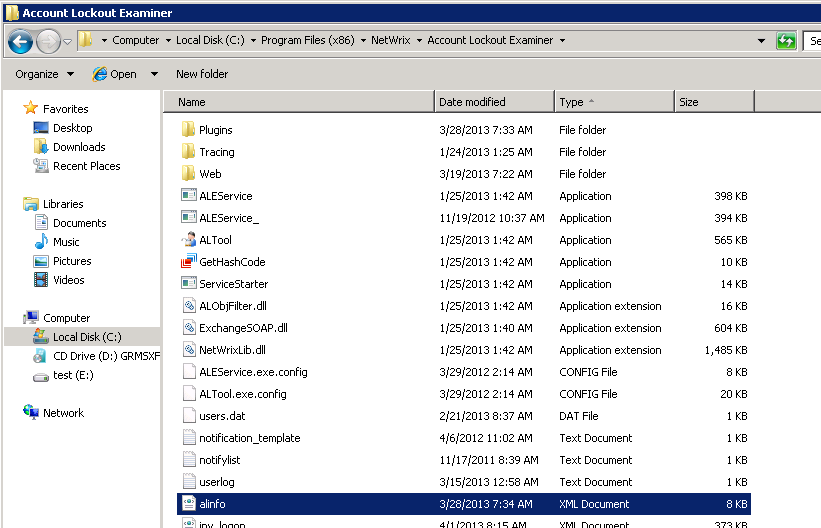 Account Lockout Examiner
Computer Local Disk (C:) Program Files (x86) NetWrix Account Lockout Examiner Se
Organize Open New folder
Name Date modified Type Size
Favorites
Desktop
Downloads
Recent Places
Libraries
Documents
Music
Pictures
Videos
Computer
Local Disk (C:)
CD Drive (D:) GRMSXF
test (E:)
Network
Plugins 3/28/2013 7:33 AM File folder
Tracing 1/24/2013 1:25 AM File folder
Web 3/19/2013 7:22 AM File folder
ALEService 1/25/2013 1:42 AM Application 398 KB
ALEService_ 11/19/2012 10:37 AM Application 394 KB
ALTool 1/25/2013 1:42 AM Application 565 KB
GetHashCode 1/25/2013 1:42 AM Application 10 KB
ServiceStarter 1/25/2013 1:42 AM Application 14 KB
ALObjFilter.dll 1/25/2013 1:42 AM Application extension 16 KB
ExchangeSOAP.dll 1/25/2013 1:40 AM Application extension 604 KB
NetWrixLib.dll 1/25/2013 1:42 AM Application extension 1,485 KB
ALEService.exe.config 3/29/2012 2:14 AM CONFIG File 8 KB
ALTool.exe.config 3/29/2012 2:14 AM CONFIG File 20 KB
users.dat 2/21/2013 8:37 AM DAT File 1 KB
notification_template 4/6/2012 11:02 AM Text Document 1 KB
notifylist 11/17/2011 8:39 AM Text Document 1 KB
userlog 3/15/2013 12:58 AM Text Document 1 KB
alinfo 3/28/2013 7:34 AM XML Document 8 KB
inv_logon 4/1/2013 8:15 AM XML Document 373 KB